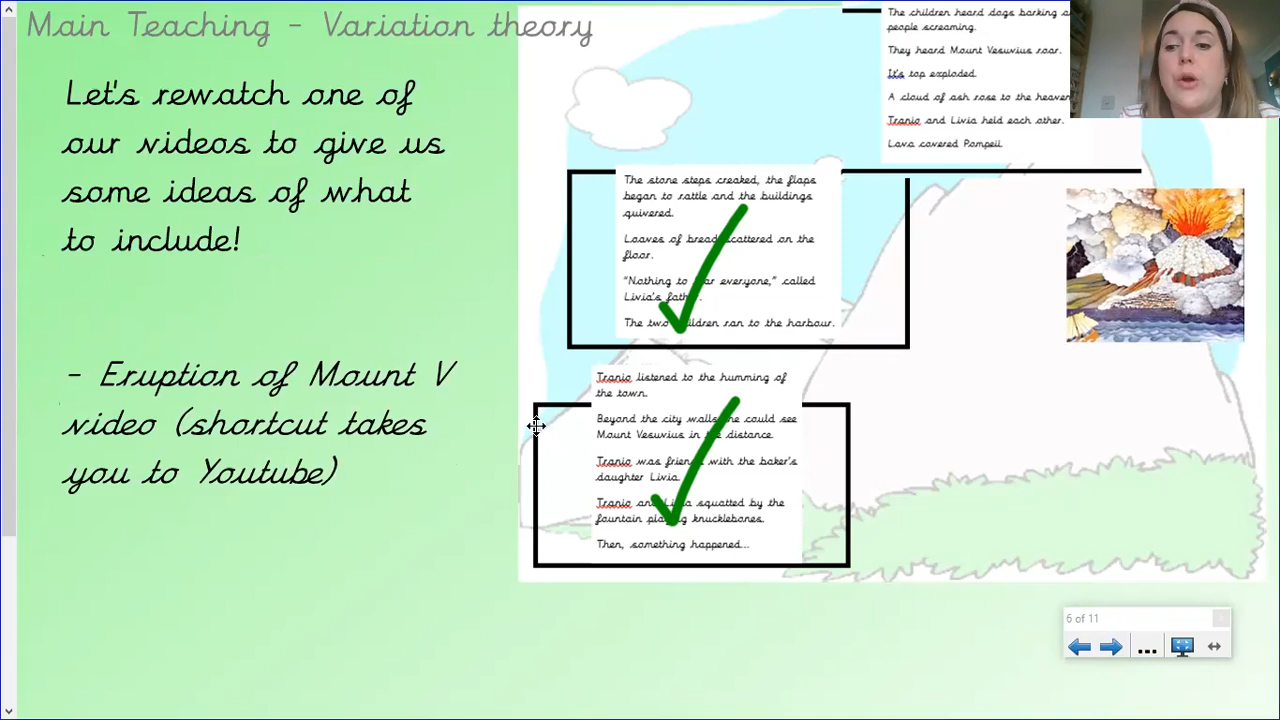 Main Teaching - Variation theory
Let's rewatch one of
our videos to give us
some ideas of what
to include!
- Eruption of Mount V
video (shortcut takes
you to Youtube)
The children heard dogs barking a
people screaming.
They heard Mount Vesuvius roar.
It's top exploded.
A cloud of ash rose to the heaven
Tranio and Livia held each other.
Lava covered Pompeii.
The stone steps creaked, the flaps
began to rattle and the buildings
quivered.
Loaves of bread scattered on the
floor.
"Nothing to everyone," called
Livia's
The two children ran to the harbour.
Tranio listened to the humming of
the town.
Beyond the city walls he could see
Mount Vesuvius in the distance.
Tranio was friends with the baker's
daughter Livia.
Tranio and Livia squatted by the
fountain playing knucklebones.
Then, something happened...
6 of 11